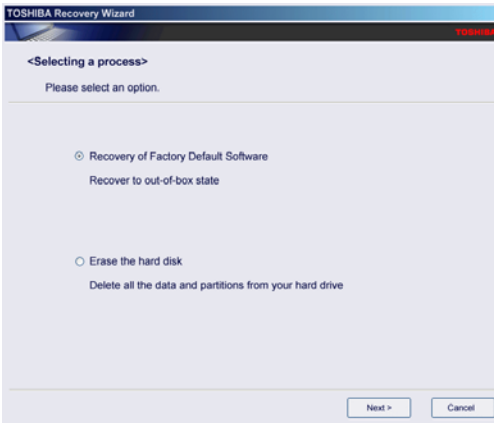 TOSHIBA Recovery Wizard
TOSHIBA
<Selecting a process>
Please select an option.
Recovery of Factory Default Software
Recover to out-of-box state
Erase the hard disk
Delete all the data and partitions from your hard drive
Next >
Cancel